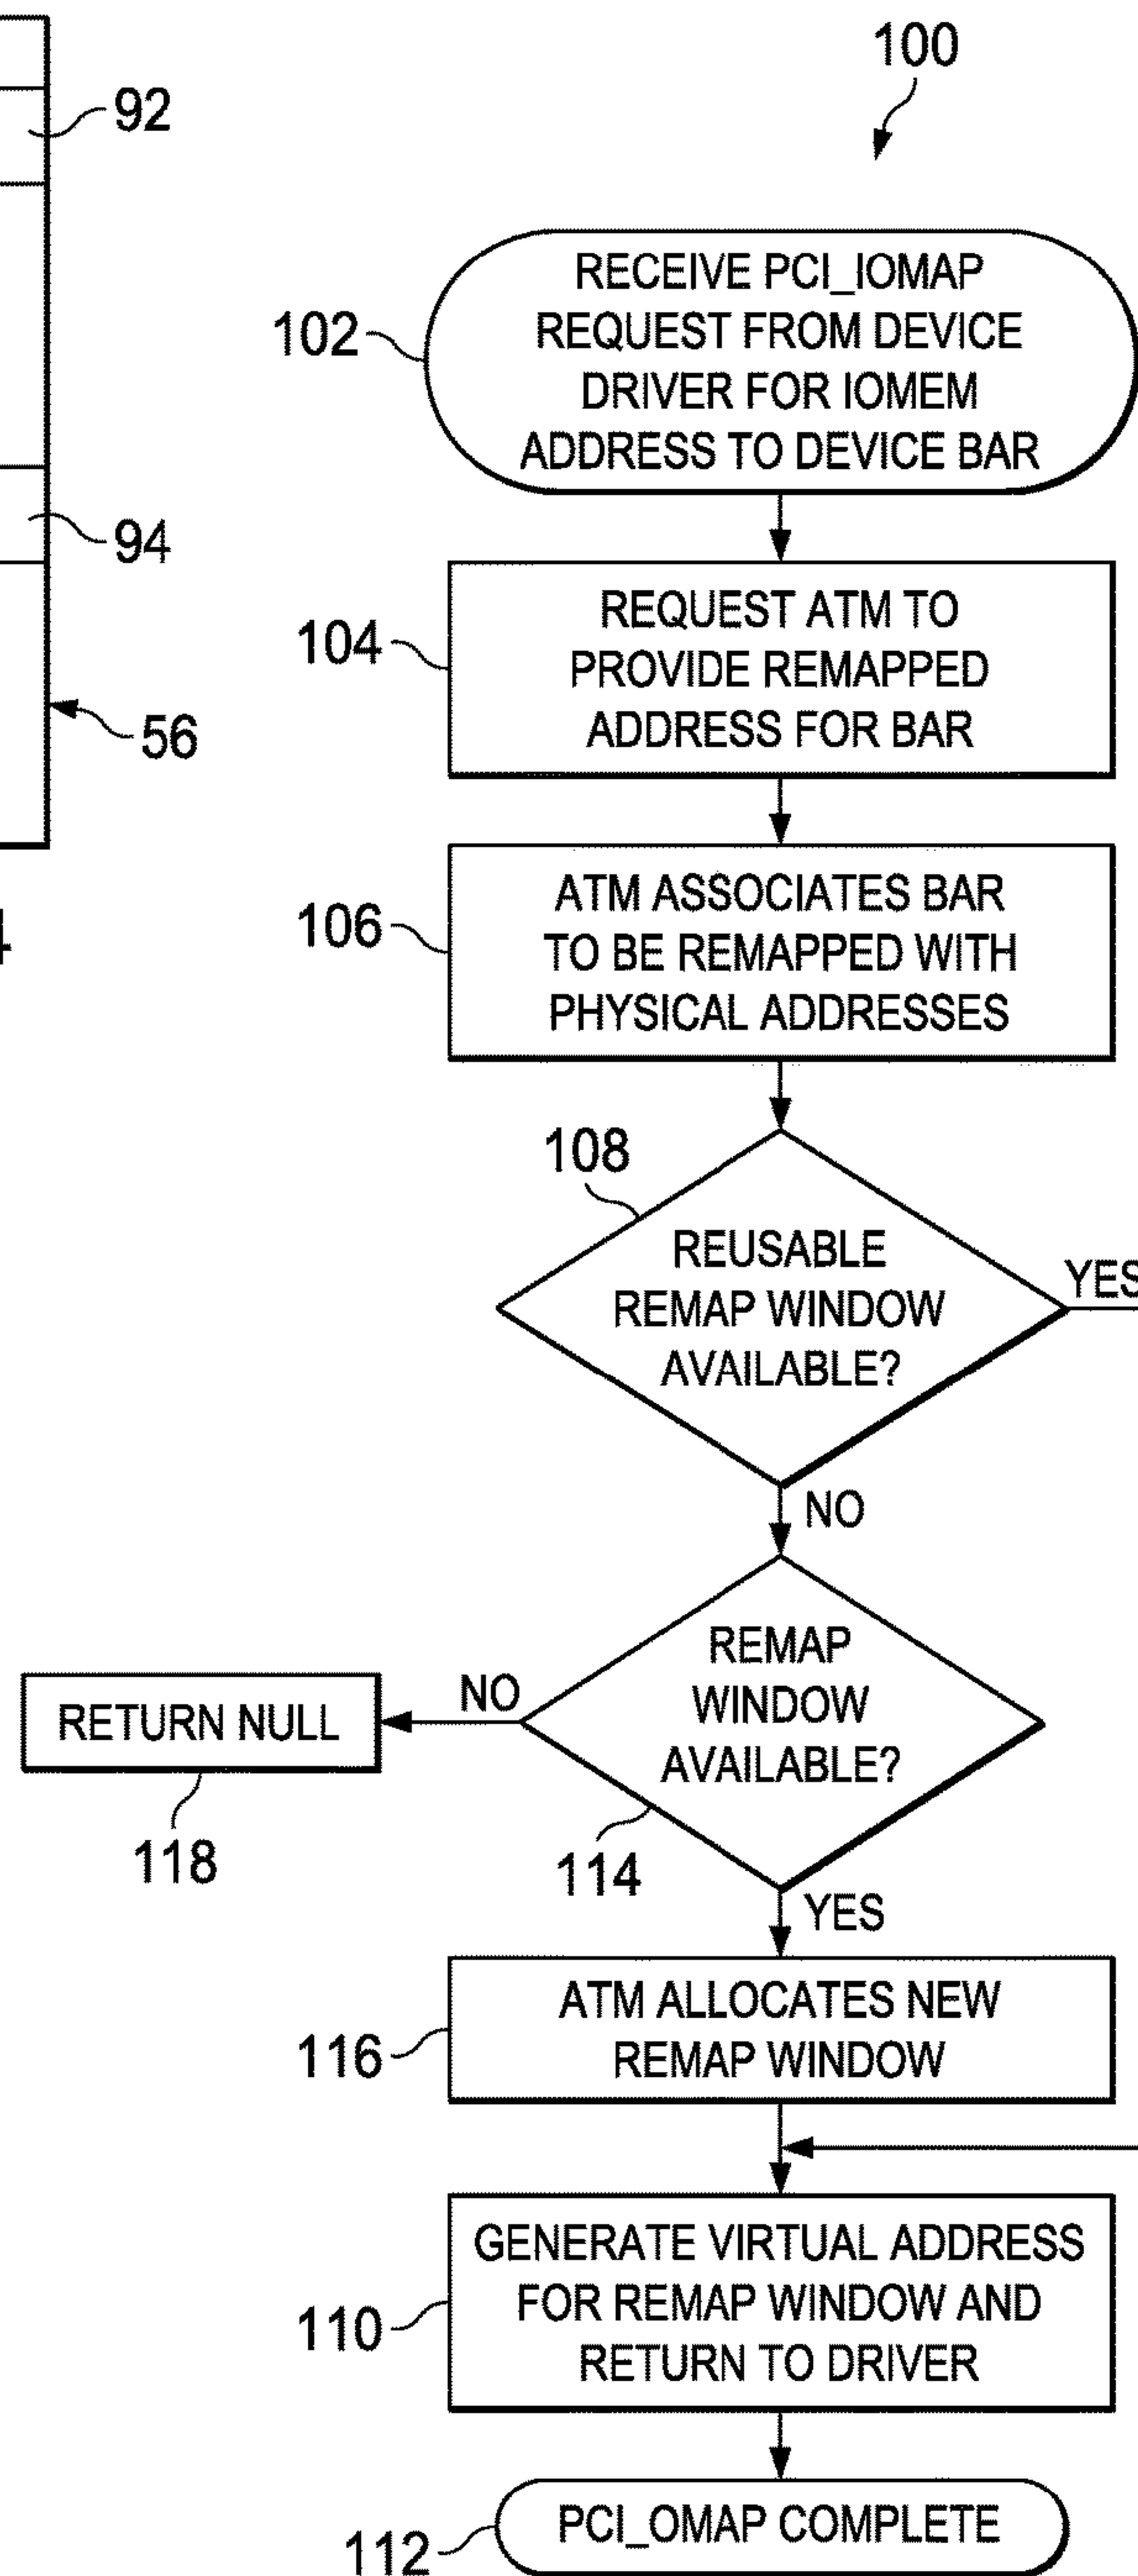 100
92
102
RECEIVE PCI_IOMAP
REQUEST FROM DEVICE
DRIVER FOR IOMEM
ADDRESS TO DEVICE BAR
94
104
REQUEST ATM TO
PROVIDE REMAPPED
ADDRESS FOR BAR
56
106
ATM ASSOCIATES BAR
TO BE REMAPPED WITH
PHYSICAL ADDRESSES
4
108
REUSABLE
REMAP WINDOW
AVAILABLE?
YES
NO
REMAP
WINDOW
AVAILABLE?
NO
RETURN NULL
118
114
YES
116
ATM ALLOCATES NEW
REMAP WINDOW
110
GENERATE VIRTUAL ADDRESS
FOR REMAP WINDOW AND
RETURN TO DRIVER
112
PCI_OMAP COMPLETE